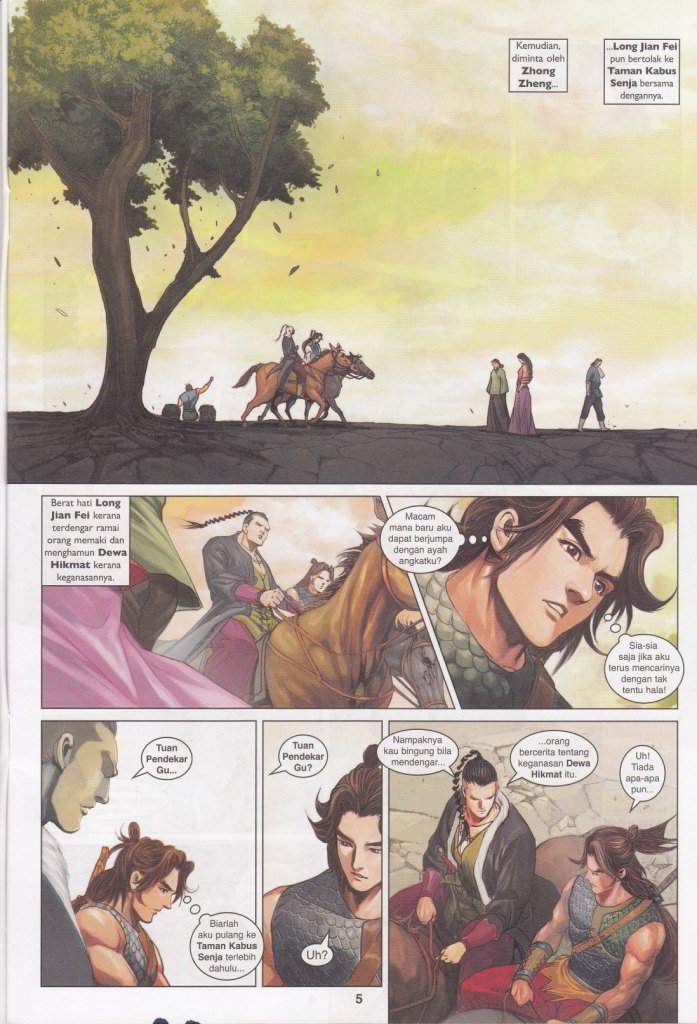 Kemudian,
diminta oleh
Zhong
Zheng...
...Long Jian Fei
pun bertolak ke
Taman Kabus
Senja bersama
dengannya.
Berat hati Long
Jian Fei kerana
terdengar ramai
orang memaki dan
menghamun Dewa
Hikmat kerana
keganasannya.
Macam
mana baru aku
dapat berjumpa
dengan ayah
angkatku?
Sia-sia
saja jika aku
terus mencarinya
dengan tak
tentu hala!
Tuan
Pendekar
Gu...
Biarlah
aku pulang ke
Taman Kabus
Senja terlebih
dahulu...
Tuan
Pendekar
Gu?
Uh?
Nampaknya
kau bingung bila
mendengar...
...orang
bercerita tentang
keganasan Dewa
Hikmat itu.
Uh!
Tiada
apa-apa
pun...
5